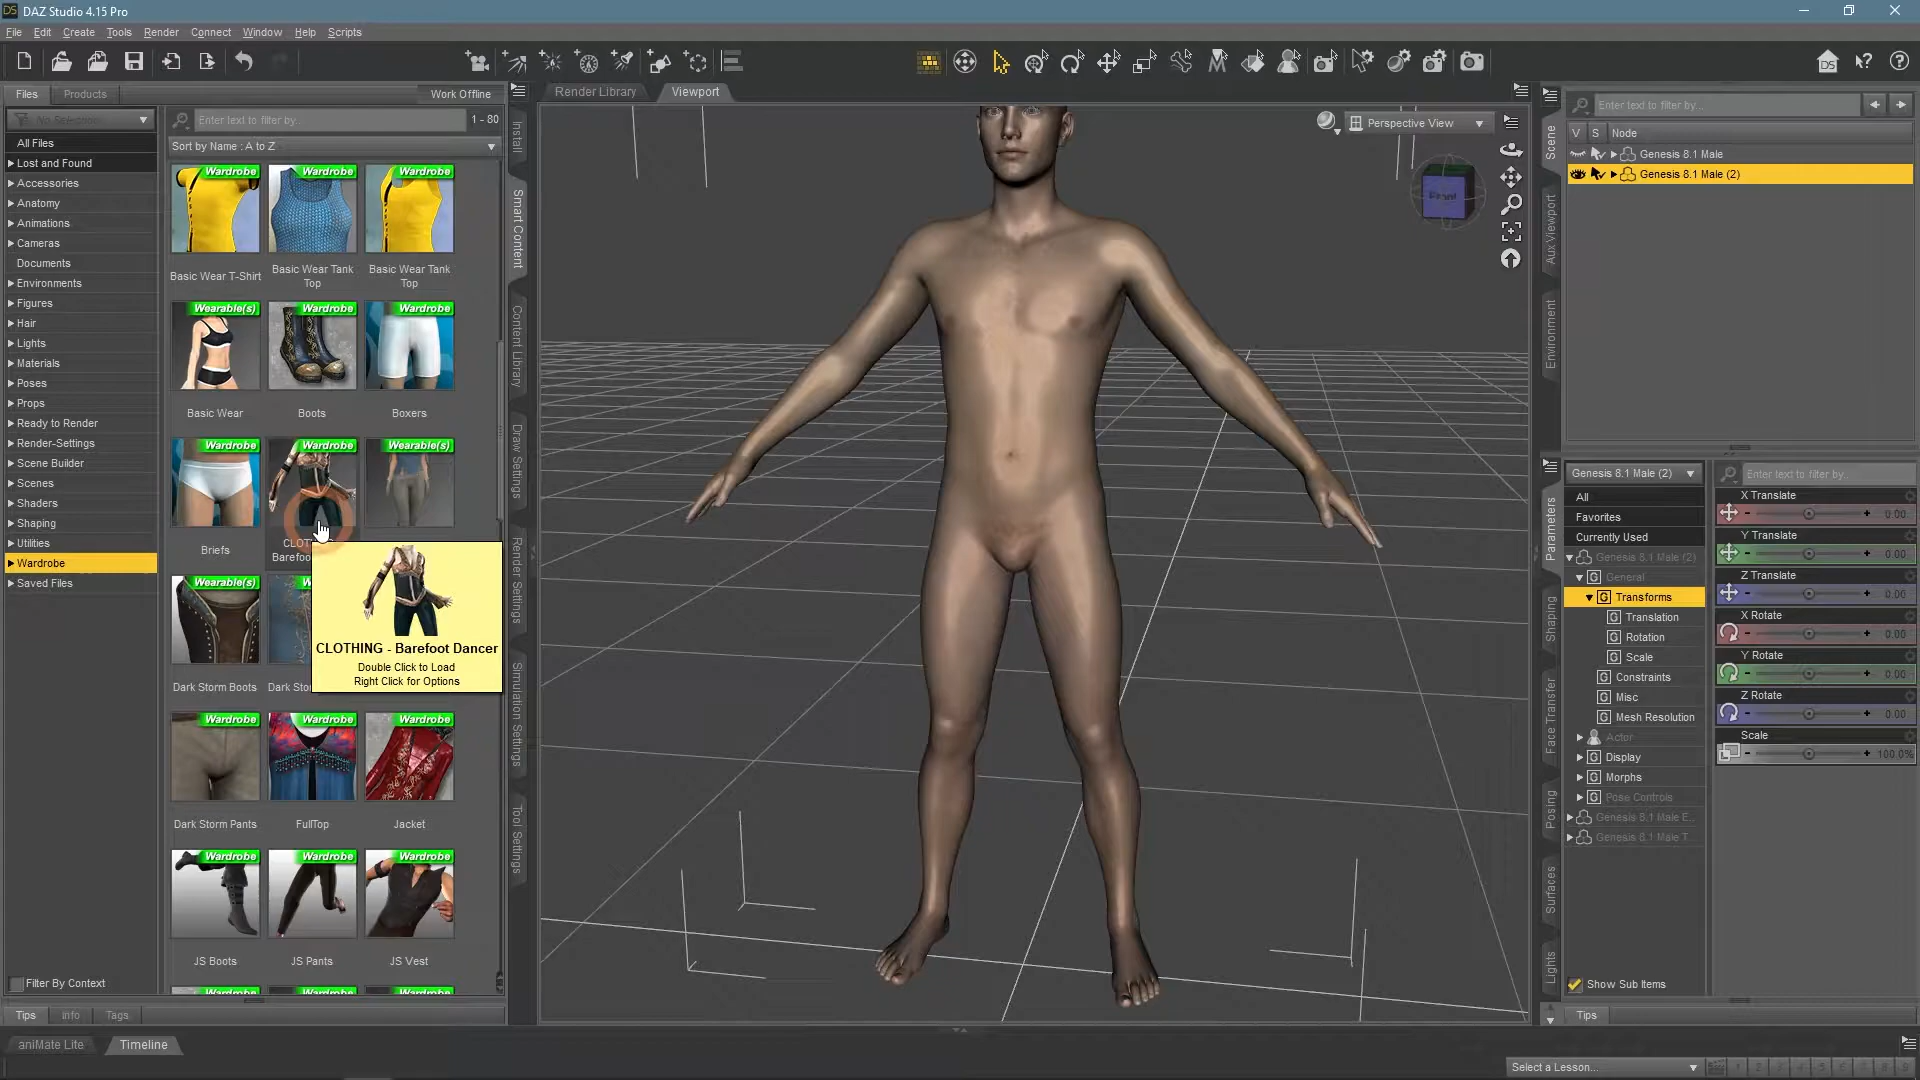 DAZ Studio 4.15 Pro
File Edit Create Tools Render Connect Window Help Scripts
Files Products Work Offline
No Selection
Enter text to filter by...
1 - 80
Sort by Name : A to Z
All Files
Lost and Found
Accessories
Anatomy
Animations
Cameras
Documents
Environments
Figures
Hair
Lights
Materials
Poses
Props
Ready to Render
Render-Settings
Scene Builder
Scenes
Shaders
Shaping
Utilities
Wardrobe
Saved Files
Filter By Context
Wardrobe Wardrobe Wardrobe
Basic Wear T-Shirt
Basic Wear Tank
Top
Basic Wear Tank
Top
Wearable(s) Wardrobe Wardrobe
Basic Wear Boots Boxers
Wardrobe Wardrobe Wearable(s)
Briefs
CLOT
Barefoo
CLOTHING - Barefoot Dancer
Double Click to Load
Right Click for Options
Wearable(s)
Dark Storm Boots Dark Sto
Wardrobe Wardrobe Wardrobe
Dark Storm Pants FullTop Jacket
Wardrobe Wardrobe Wardrobe
JS Boots JS Pants JS Vest
Tips Info Tags
aniMate Lite Timeline
Install
Smart Content
Content Library
Draw Settings
Render Settings
Simulation Settings
Tool Settings
Render Library Viewport
Perspective View
Front
Scene
Aux Viewport
Environment
Enter text to filter by...
V S Node
Genesis 8.1 Male
Genesis 8.1 Male (2)
Parameters
Shaping
Face Transfer
Posing
Surfaces
Lights
Genesis 8.1 Male (2)
All
Favorites
Currently Used
Genesis 8.1 Male (2)
General
Transforms
Translation
Rotation
Scale
Constraints
Misc
Mesh Resolution
Actor
Display
Morphs
Pose Controls
Genesis 8.1 Male E...
Genesis 8.1 Male T...
Show Sub Items
Enter text to filter by...
X Translate
0.00
Y Translate
0.00
Z Translate
0.00
X Rotate
0.00
Y Rotate
0.00
Z Rotate
0.00
Scale
100.0%
Tips
Select a Lesson...